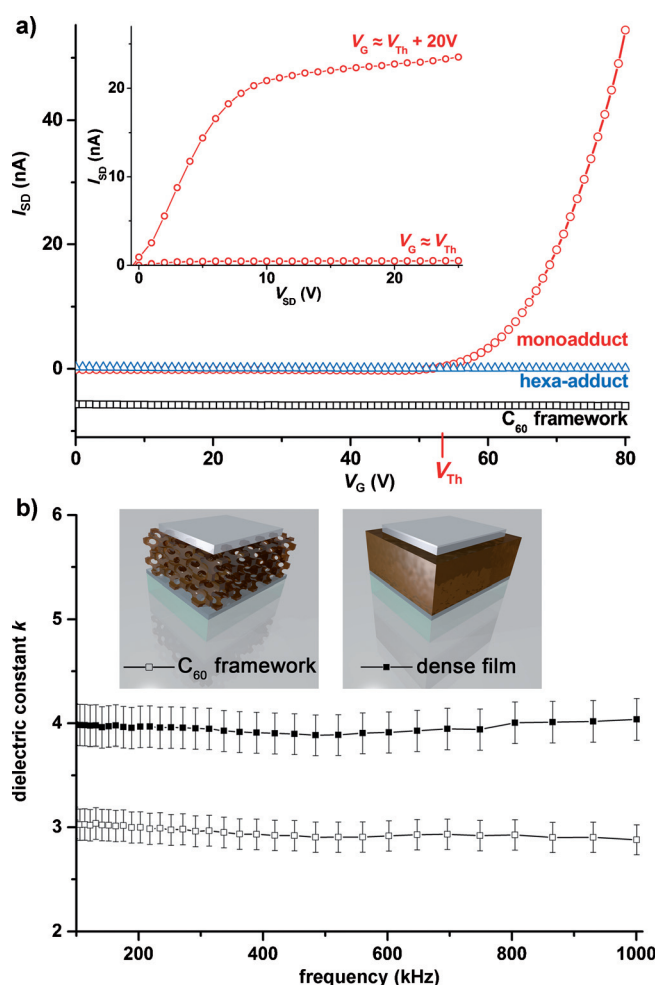 a)
V_G ≈ V_Th + 20V
V_G ≈ V_Th
I_SD (nA)
20
10
0
0 10 20
V_SD (V)
I_SD (nA)
40
20
0
monoadduct
hexa-adduct
C_60 framework
0 20 40 60 80
V_G (V)
V_Th
b)
dielectric constant k
6
5
4
3
2
C_60 framework
dense film
200 400 600 800 1000
frequency (kHz)